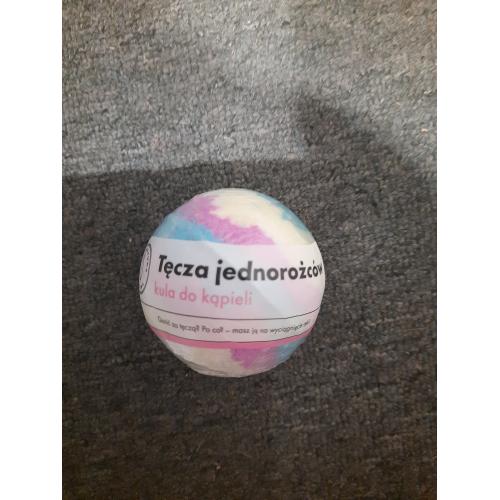 Tęcza jednorożców
kula do kąpieli
Gonić za tęczą? Po co? – masz ją na wyciągnięcie